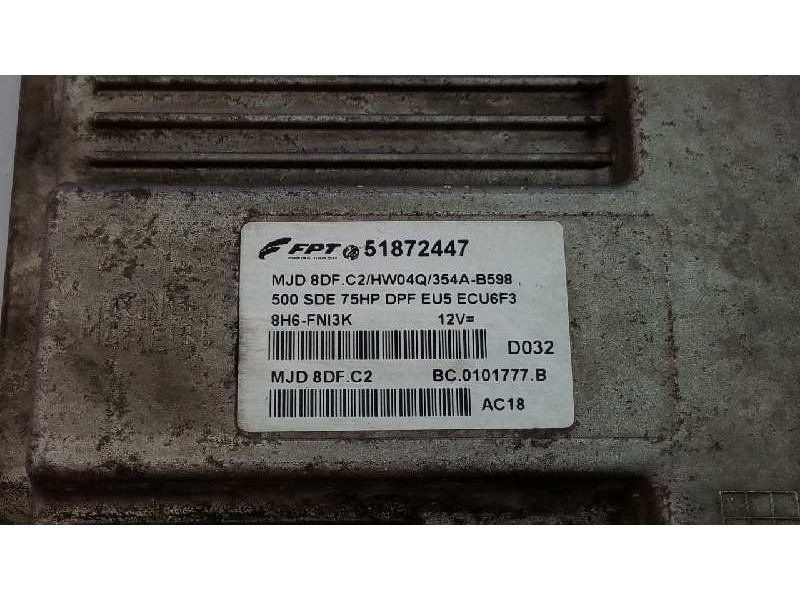 FPT 51872447
MJD 8DF.C2/HW04Q/354A-B598
500 SDE 75HP DPF EU5 ECU6F3
8H6-FNI3K 12V=
D032
MJD 8DF.C2 BC.0101777.B
AC18